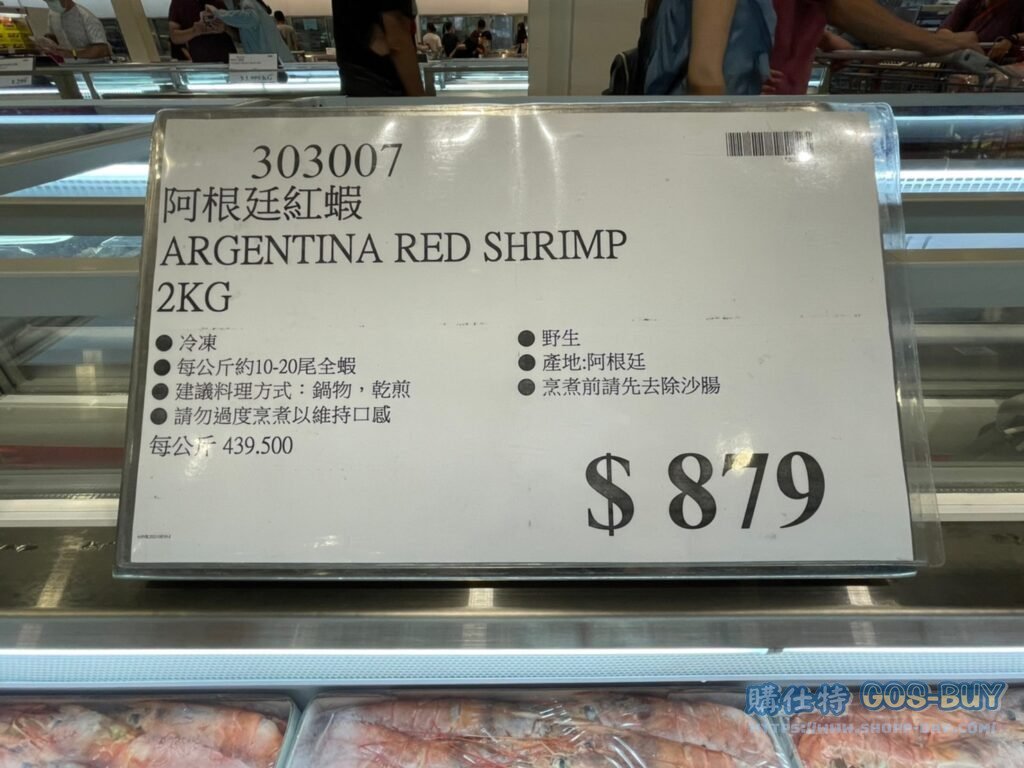 303007
阿根廷紅蝦
ARGENTINA RED SHRIMP
2KG
● 冷凍
● 每公斤約10-20尾全蝦
● 建議料理方式：鍋物，乾煎
● 請勿過度烹煮以維持口感
每公斤 439.500
● 野生
● 產地:阿根廷
● 烹煮前請先去除沙腸
$ 879
購仕特 GOS-BUY